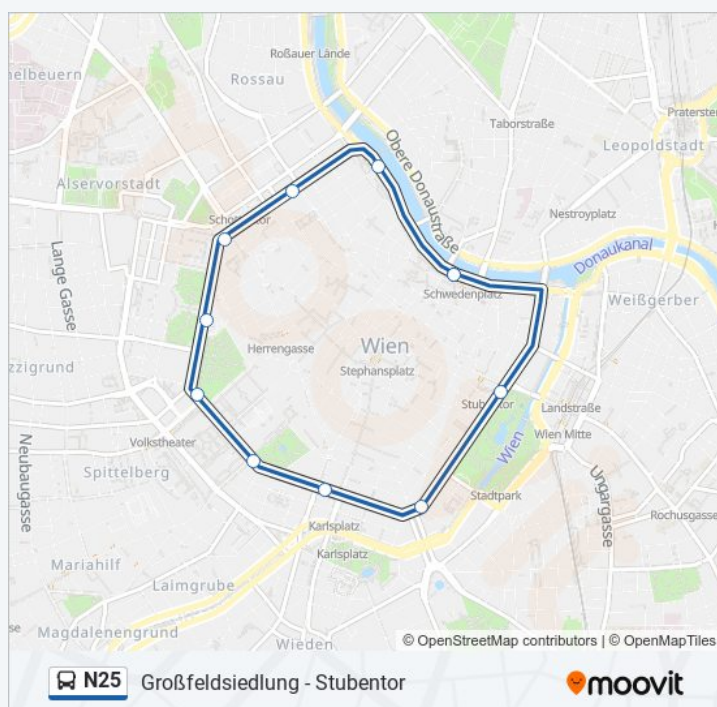 Roßauer Lände
helbeuern
Rossau
Taborstraße
Praterster
Leopoldstadt
Obere Donaustraße
Alservorstadt
Nestroyplatz
Schottentor
Lange Gasse
Donaukanal
Schwedenplatz
Weißgerber
Herrengasse
Wien
Stephansplatz
zzigrund
Stubentor
Landstraße
Volkstheater
Wien Mitte
Neubaugasse
Spittelberg
Wien
Ungargasse
Stadtpark
Rochusgasse
Karlsplatz
Karlsplatz
Mariahilf
Laimgrube
Magdalenengrund
Wieden
© OpenStreetMap contributors | © OpenMapTiles
N25 Großfeldsiedlung - Stubentor
moovit